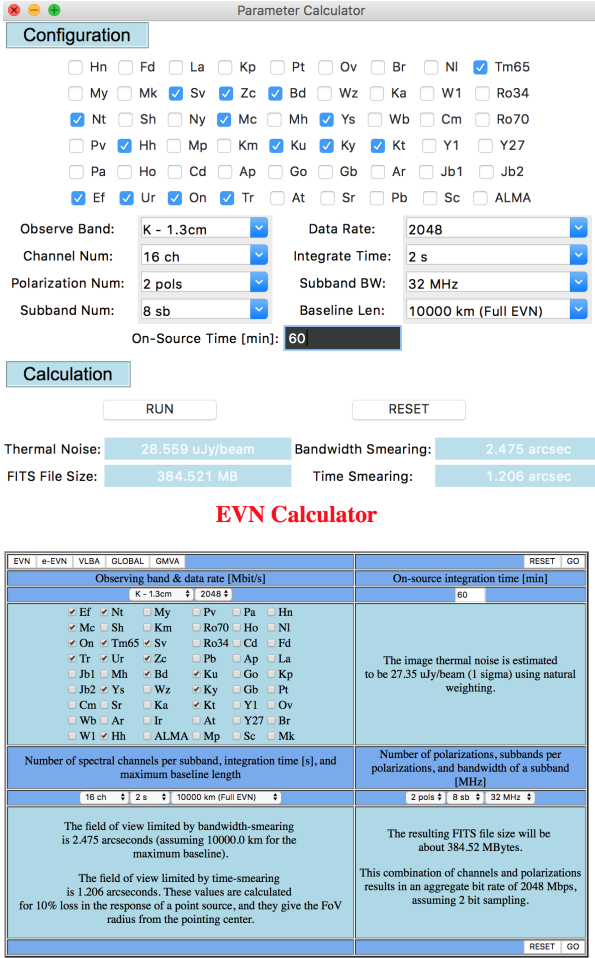 Parameter Calculator
Configuration
Hn Fd La Kp Pt Ov Br Nl Tm65
My Mk Sv Zc Bd Wz Ka W1 Ro34
Nt Sh Ny Mc Mh Ys Wb Cm Ro70
Pv Hh Mp Km Ku Ky Kt Y1 Y27
Pa Ho Cd Ap Go Gb Ar Jb1 Jb2
Ef Ur On Tr At Sr Pb Sc ALMA
Observe Band: K - 1.3cm Data Rate: 2048
Channel Num: 16 ch Integrate Time: 2 s
Polarization Num: 2 pols Subband BW: 32 MHz
Subband Num: 8 sb Baseline Len: 10000 km (Full EVN)
On-Source Time [min]: 60
Calculation
RUN RESET
Thermal Noise: 28.559 uJy/beam Bandwidth Smearing: 2.475 arcsec
FITS File Size: 384.521 MB Time Smearing: 1.206 arcsec
EVN Calculator
EVN e-EVN VLBA GLOBAL GMVA RESET GO
Observing band & data rate [Mbit/s] On-source integration time [min]
K - 1.3cm 2048 60
Ef Nt My Pv Pa Hn
Mc Sh Km Ro70 Ho Nl
On Tm65 Sv Ro34 Cd Fd
Tr Ur Zc Pb Ap La
Jb1 Mh Bd Ku Go Kp
Jb2 Ys Wz Ky Gb Pt
Cm Sr Ka Kt Y1 Ov
Wb Ar Ir At Y27 Br
W1 Hh ALMA Mp Sc Mk
The image thermal noise is estimated
to be 27.35 uJy/beam (1 sigma) using natural
weighting.
Number of spectral channels per subband, integration time [s], and
maximum baseline length
Number of polarizations, subbands per
polarizations, and bandwidth of a subband
[MHz]
16 ch 2 s 10000 km (Full EVN) 2 pols 8 sb 32 MHz
The field of view limited by bandwidth-smearing
is 2.475 arcseconds (assuming 10000.0 km for the
maximum baseline).
The field of view limited by time-smearing
is 1.206 arcseconds. These values are calculated
for 10% loss in the response of a point source, and they give the FoV
radius from the pointing center.
The resulting FITS file size will be
about 384.52 MBytes.
This combination of channels and polarizations
results in an aggregate bit rate of 2048 Mbps,
assuming 2 bit sampling.
RESET GO